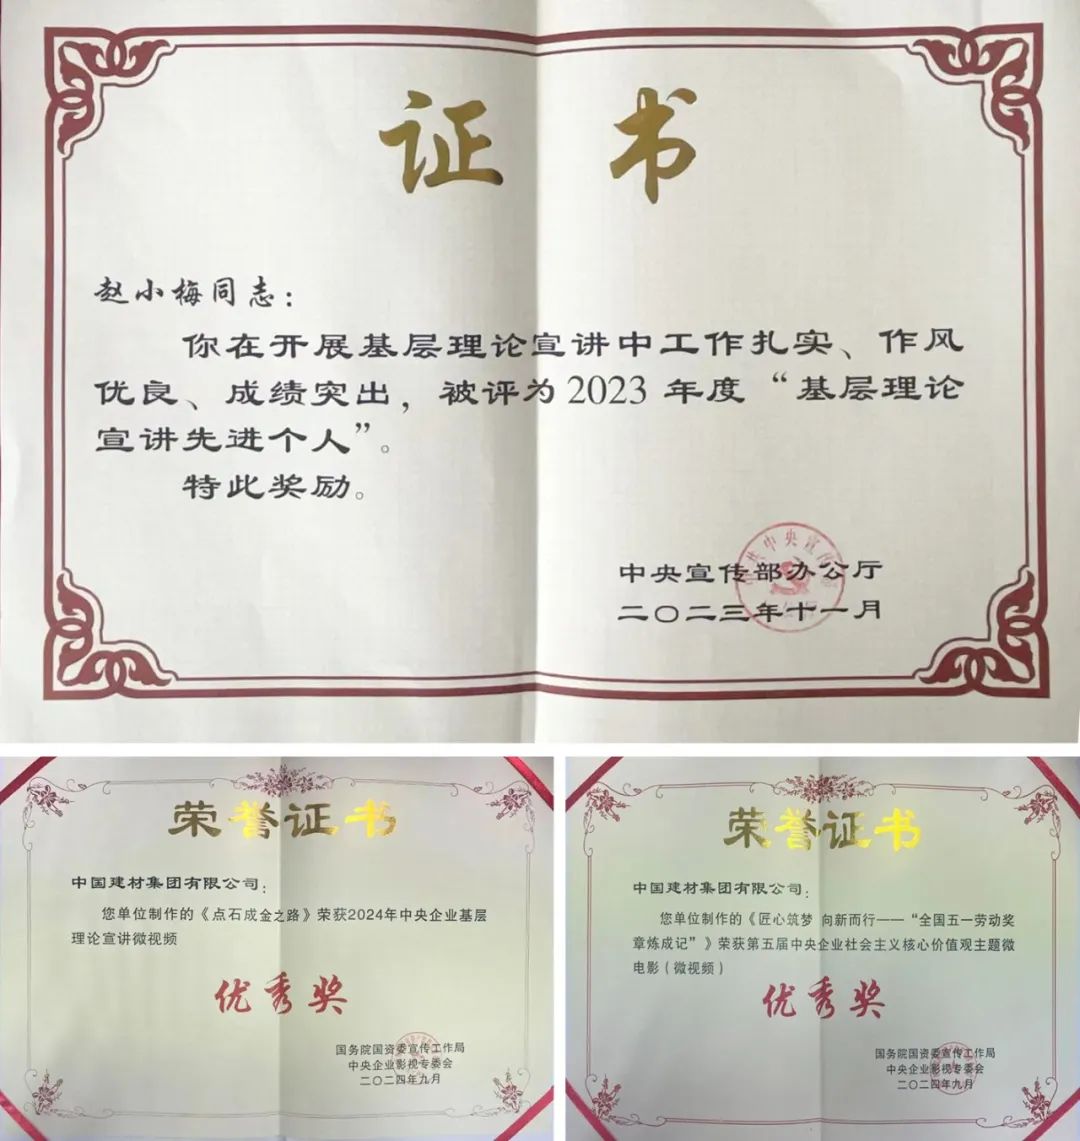 证书
赵小梅同志：
你在开展基层理论宣讲中工作扎实、作风
优良、成绩突出，被评为2023年度“基层理论
宣讲先进个人”。
特此奖励。
中央宣传部办公厅
二〇二三年十一月
荣誉证书
中国建材集团有限公司：
您单位制作的《点石成金之路》荣获2024年中央企业基层
理论宣讲微视频
优秀奖
国务院国资委宣传工作局
中央企业影视专委会
二〇二四年九月
荣誉证书
中国建材集团有限公司：
您单位制作的《匠心筑梦 向新而行——“全国五一劳动奖
章炼成记”》荣获第五届中央企业社会主义核心价值观主题微
电影（微视频）
优秀奖
国务院国资委宣传工作局
中央企业影视专委会
二〇二四年九月